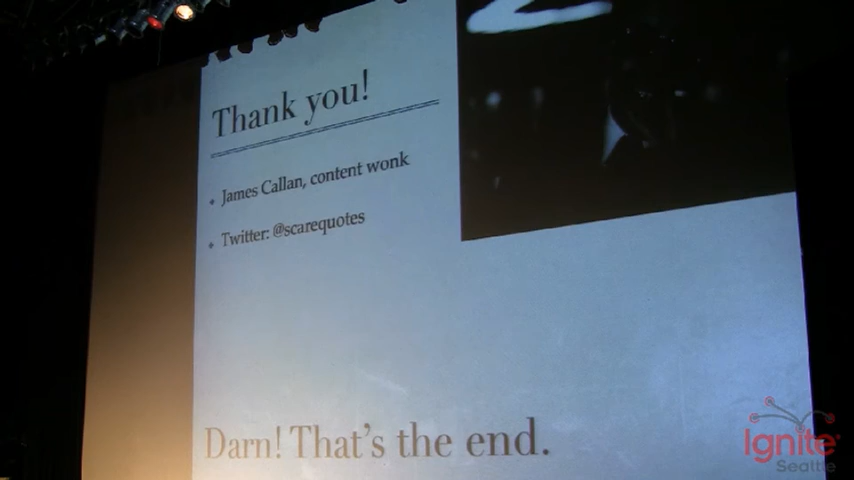 Thank you!
James Callan, content wonk
Twitter: @scarequotes
Darn! That's the end.
Ignite
Seattle